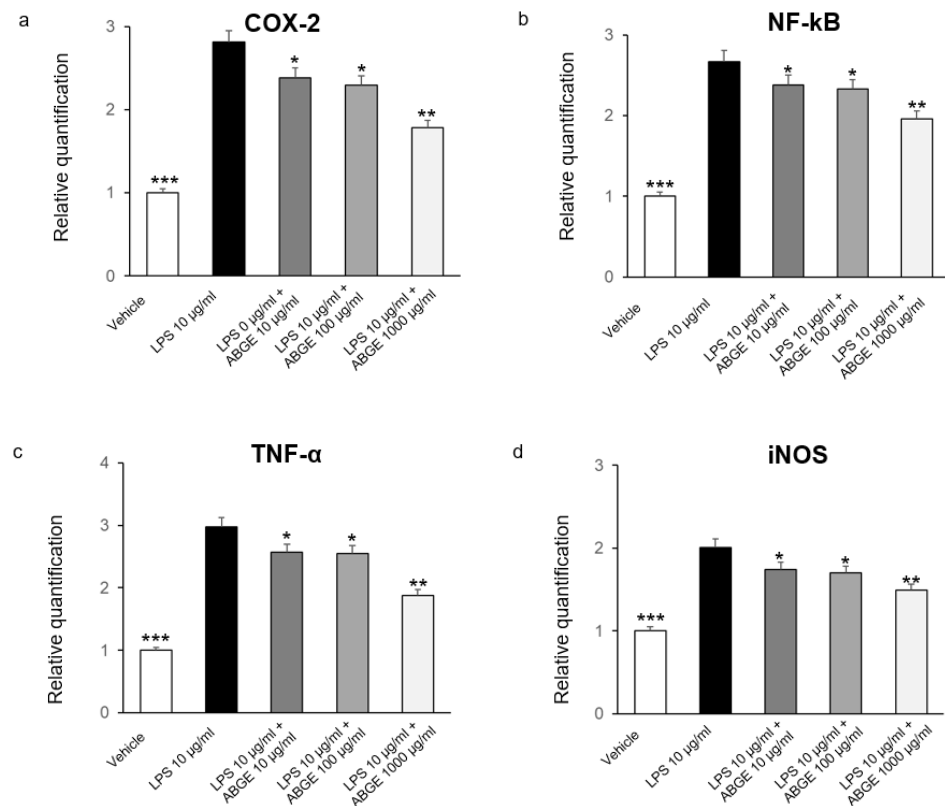 a
COX-2
Relative quantification
3
2
1
0
***
*
*
**
Vehicle
LPS 10 µg/ml
LPS 0 µg/ml +
ABGE 10 µg/ml
LPS 10 µg/ml +
ABGE 100 µg/ml
LPS 10 µg/ml +
ABGE 1000 µg/ml
b
NF-kB
Relative quantification
3
2
1
0
***
*
*
**
Vehicle
LPS 10 µg/ml
LPS 10 µg/ml +
ABGE 10 µg/ml
LPS 10 µg/ml +
ABGE 100 µg/ml
LPS 10 µg/ml +
ABGE 1000 µg/ml
c
TNF-α
Relative quantification
4
3
2
1
0
***
*
*
**
Vehicle
LPS 10 µg/ml
LPS 10 µg/ml +
ABGE 10 µg/ml
LPS 10 µg/ml +
ABGE 100 µg/ml
LPS 10 µg/ml +
ABGE 1000 µg/ml
d
iNOS
Relative quantification
3
2
1
0
***
*
*
**
Vehicle
LPS 10 µg/ml
LPS 10 µg/ml +
ABGE 10 µg/ml
LPS 10 µg/ml +
ABGE 100 µg/ml
LPS 10 µg/ml +
ABGE 1000 µg/ml